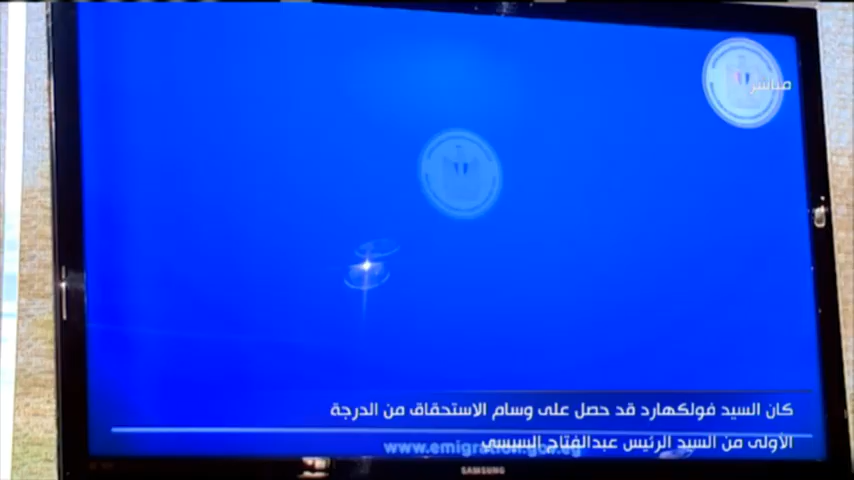 مباشر
كان السيد فولكهارد قد حصل على وسام الاستحقاق من الدرجة
الأولى من السيد الرئيس عبدالفتاح السيسي
www.emigration.gov.eg
SAMSUNG